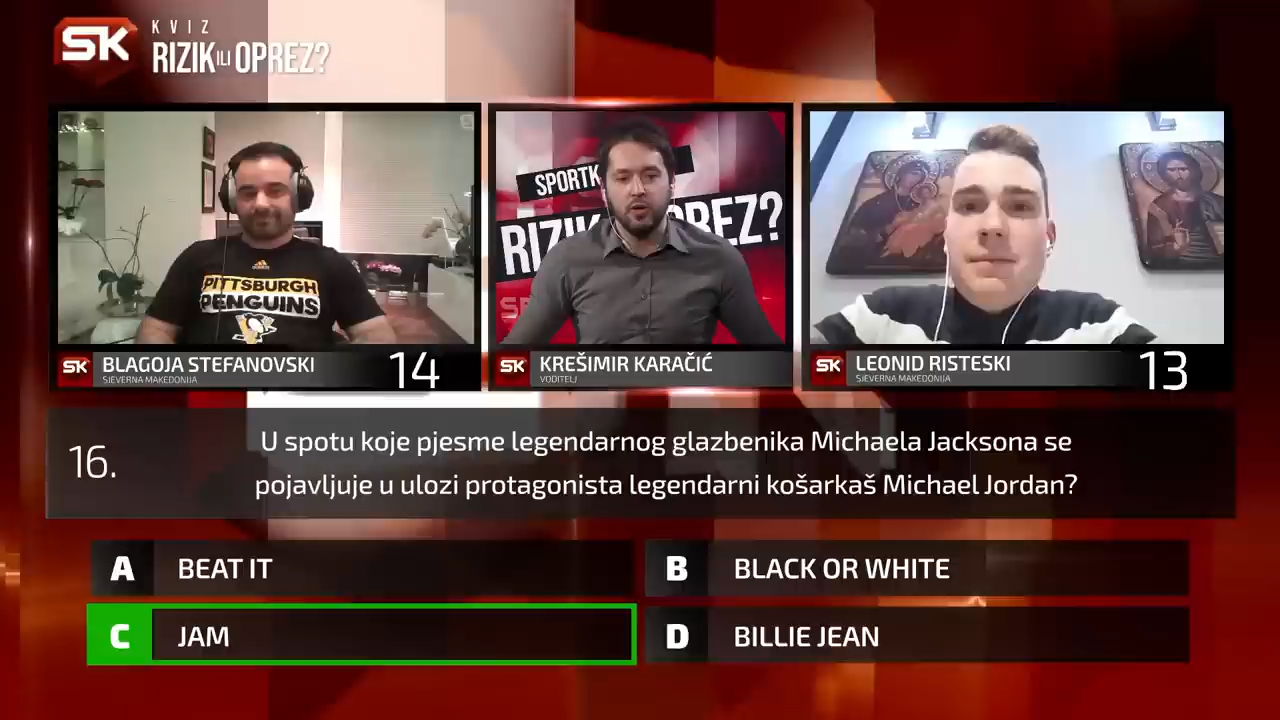 SK
KVIZ
RIZIK ILI OPREZ?
PITTSBURGH
PENGUINS
SPORTK
RIZIK OPREZ?
SK BLAGOJA STEFANOVSKI 14
SJEVERNA MAKEDONIJA
SK KREŠIMIR KARAČIĆ
VODITELJ
SK LEONID RISTESKI 13
SJEVERNA MAKEDONIJA
16.
U spotu koje pjesme legendarnog glazbenika Michaela Jacksona se
pojavljuje u ulozi protagonista legendarni košarkaš Michael Jordan?
A BEAT IT
B BLACK OR WHITE
C JAM
D BILLIE JEAN